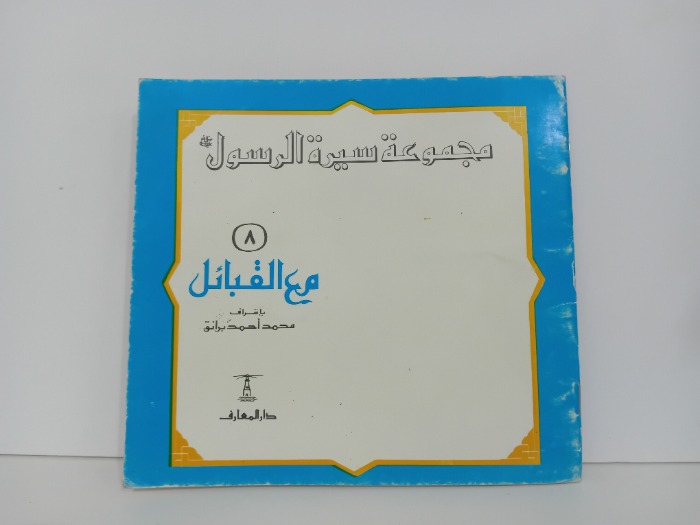 مجموعة سيرة الرسول ﷺ
٨
مع القبائل
بإشراف
محمد أحمد برانق
دار المعارف